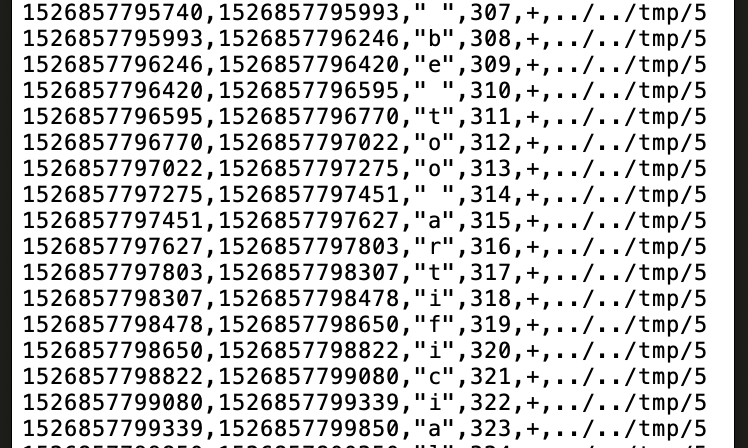 1526857795740,1526857795993," ",307,+,../../tmp/5
1526857795993,1526857796246,"b",308,+,../../tmp/5
1526857796246,1526857796420,"e",309,+,../../tmp/5
1526857796420,1526857796595," ",310,+,../../tmp/5
1526857796595,1526857796770,"t",311,+,../../tmp/5
1526857796770,1526857797022,"o",312,+,../../tmp/5
1526857797022,1526857797275,"o",313,+,../../tmp/5
1526857797275,1526857797451," ",314,+,../../tmp/5
1526857797451,1526857797627,"a",315,+,../../tmp/5
1526857797627,1526857797803,"r",316,+,../../tmp/5
1526857797803,1526857798307,"t",317,+,../../tmp/5
1526857798307,1526857798478,"i",318,+,../../tmp/5
1526857798478,1526857798650,"f",319,+,../../tmp/5
1526857798650,1526857798822,"i",320,+,../../tmp/5
1526857798822,1526857799080,"c",321,+,../../tmp/5
1526857799080,1526857799339,"i",322,+,../../tmp/5
1526857799339,1526857799850,"a",323,+,../../tmp/5